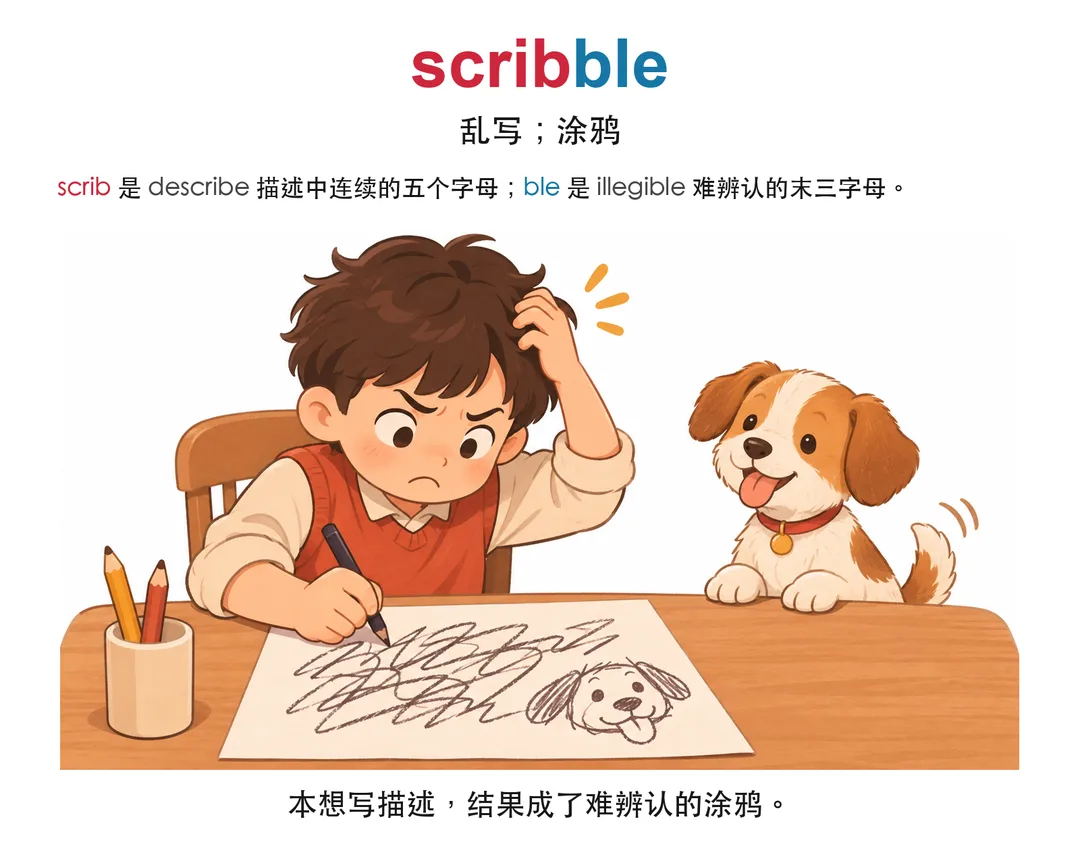 scribble
乱写；涂鸦
scrib 是 describe 描述中连续的五个字母；ble 是 illegible 难辨认的末三字母。
本想写描述，结果成了难辨认的涂鸦。